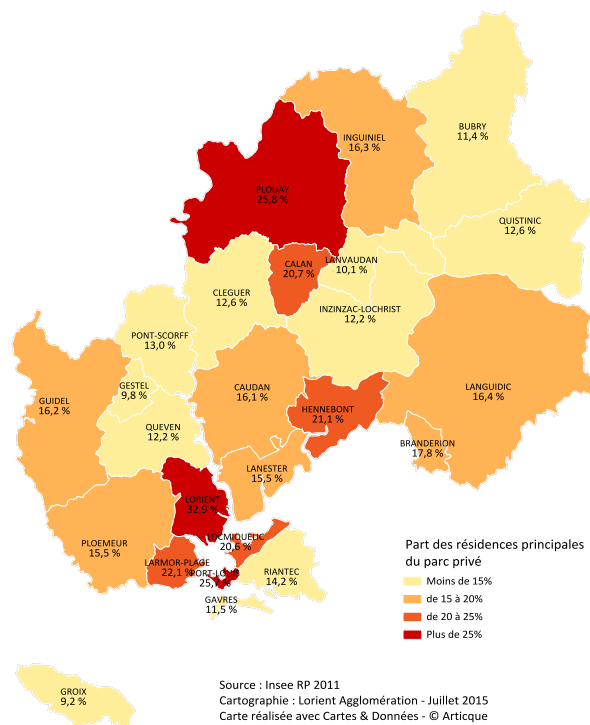 BUBRY
11,4 %
INGUINIEL
16,3 %
PLOUAY
25,8 %
QUISTINIC
12,6 %
CALAN
20,7 %
LANVAUDAN
10,1 %
CLEGUER
12,6 %
INZINZAC-LOCHRIST
12,2 %
PONT-SCORFF
13,0 %
GESTEL
9,8 %
GUIDEL
16,2 %
CAUDAN
16,1 %
LANGUIDIC
16,4 %
HENNEBONT
21,1 %
QUEVEN
12,2 %
BRANDERION
17,8 %
LANESTER
15,5 %
LORIENT
32,9 %
PLOEMEUR
15,5 %
LOCMIQUELIC
20,6 %
LARMOR-PLAGE
22,1 %
PORT-LOUIS
RIANTEC
14,2 %
GAVRES
11,5 %
GROIX
9,2 %
Part des résidences principales
du parc privé
Moins de 15%
de 15 à 20%
de 20 à 25%
Plus de 25%
Source : Insee RP 2011
Cartographie : Lorient Agglomération - Juillet 2015
Carte réalisée avec Cartes & Données - © Articque